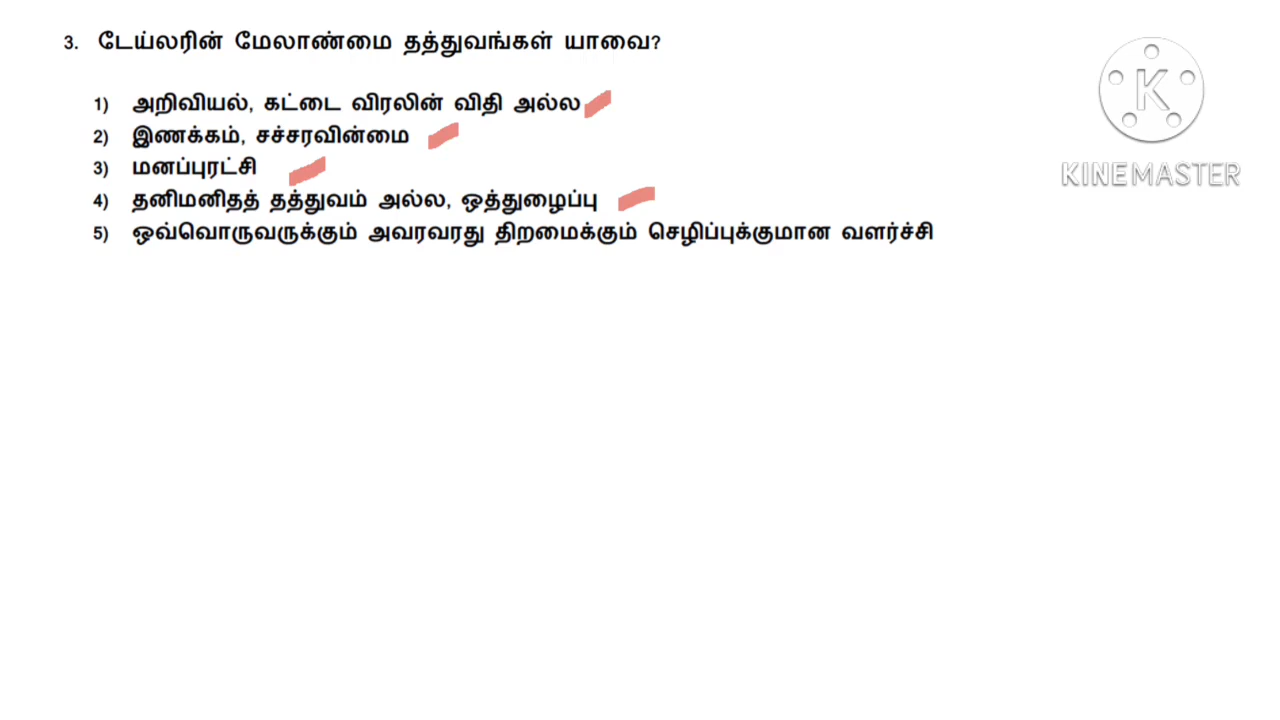 3. டேய்லரின் மேலாண்மை தத்துவங்கள் யாவை?
1) அறிவியல், கட்டை விரலின் விதி அல்ல
2) இணக்கம், சச்சரவின்மை
3) மனப்புரட்சி
4) தனிமனிதத் தத்துவம் அல்ல, ஒத்துழைப்பு
5) ஒவ்வொருவருக்கும் அவரவரது திறமைக்கும் செழிப்புக்குமான வளர்ச்சி
K
KINEMASTER